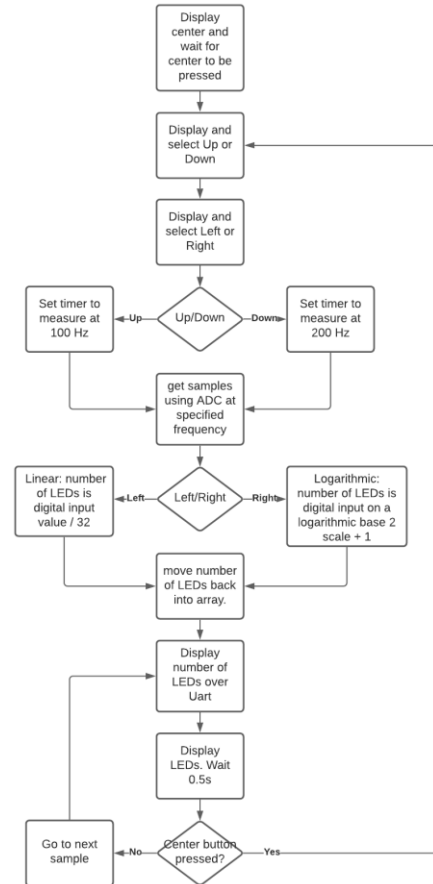 Display
center and
wait for
center to be
pressed
Display and
select Up or
Down
Display and
select Left or
Right
Set timer to
measure at
100 Hz
Up
Up/Down
Down
Set timer to
measure at
200 Hz
get samples
using ADC at
specified
frequency
Linear: number
of LEDs is
digital input
value / 32
Left
Left/Right
Right
Logarithmic:
number of LEDs is
digital input on a
logarithmic base 2
scale + 1
move number
of LEDs back
into array.
Display
number of
LEDs over
Uart
Display
LEDs. Wait
0.5s
Go to next
sample
No
Center button
pressed?
Yes